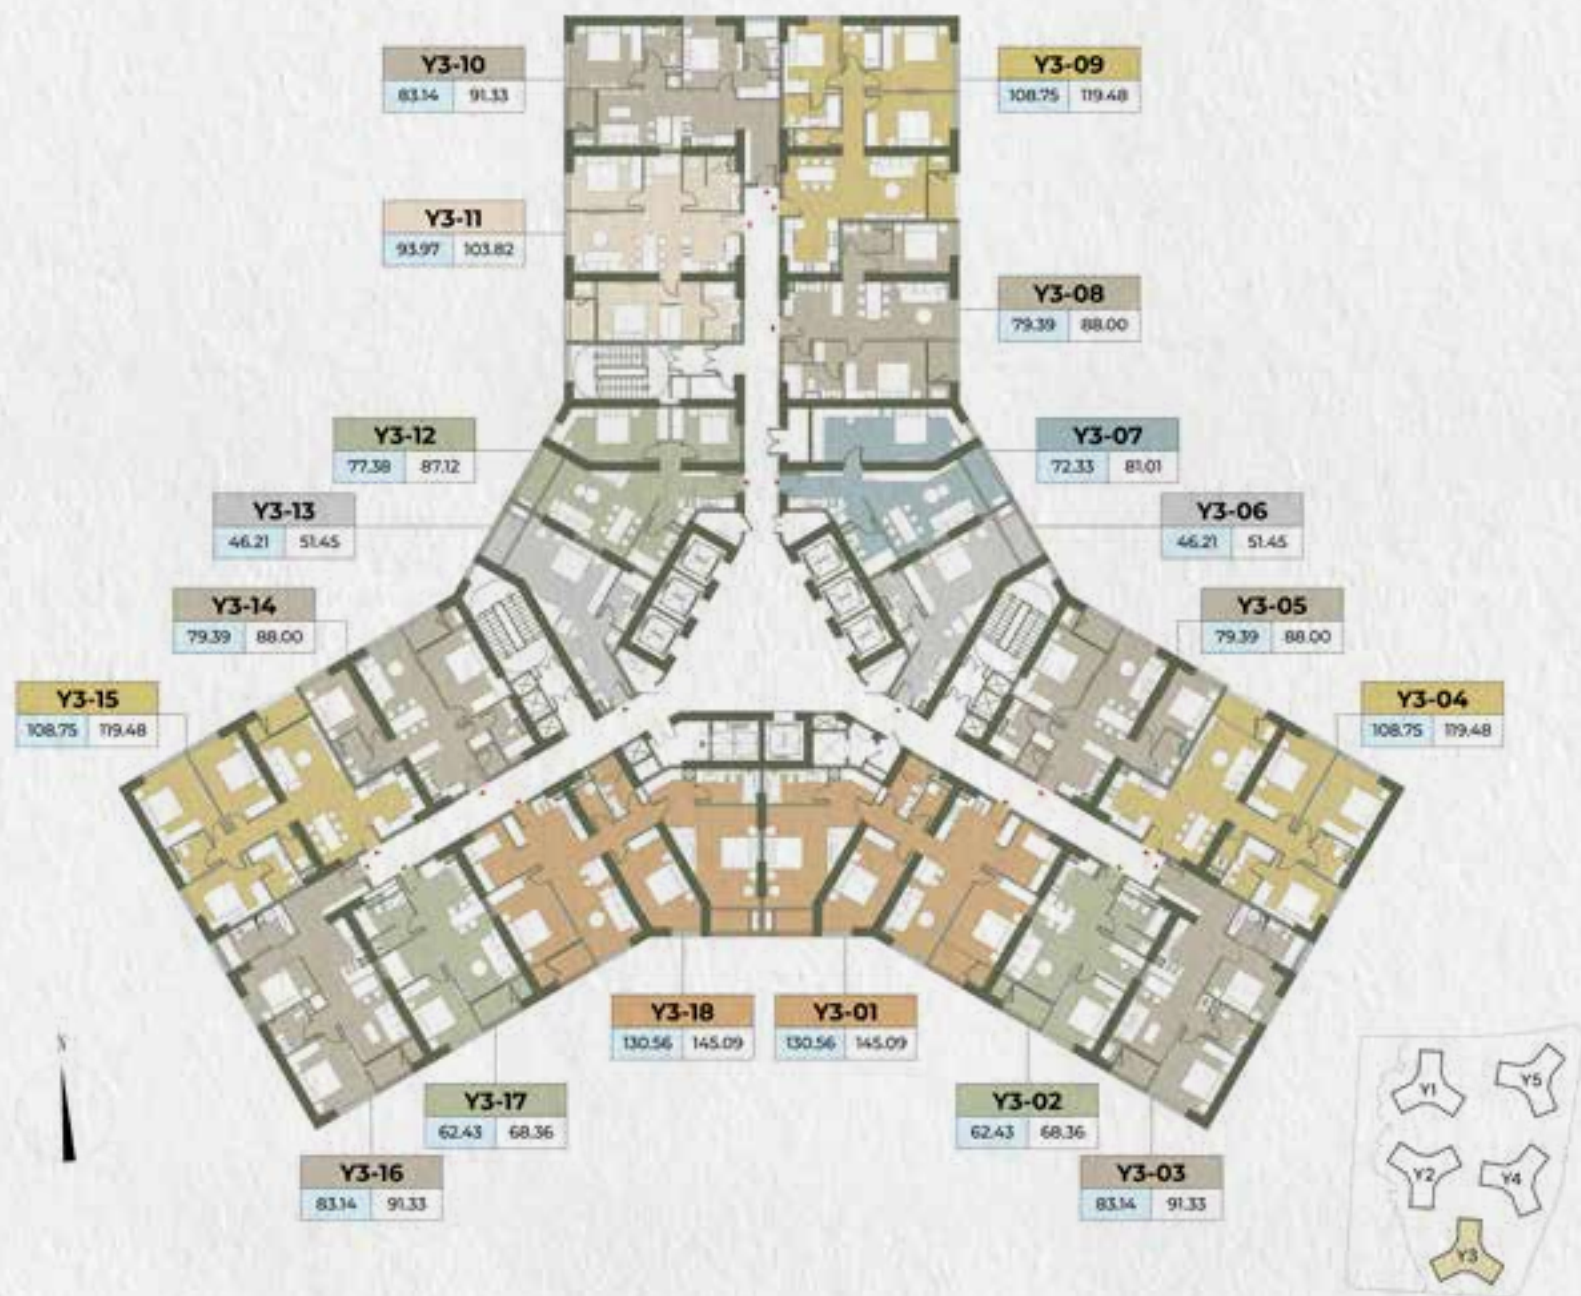 Y3-10
83.14 91.33
Y3-09
108.75 119.48
Y3-11
93.97 103.82
Y3-08
79.39 88.00
Y3-12
77.38 87.12
Y3-07
72.33 81.01
Y3-13
46.21 51.45
Y3-06
46.21 51.45
Y3-14
79.39 88.00
Y3-05
79.39 88.00
Y3-15
108.75 119.48
Y3-04
108.75 119.48
Y3-18
130.56 145.09
Y3-01
130.56 145.09
Y3-17
62.43 68.36
Y3-02
62.43 68.36
Y3-16
83.14 91.33
Y3-03
83.14 91.33
Y1
Y5
Y2
Y4
Y3